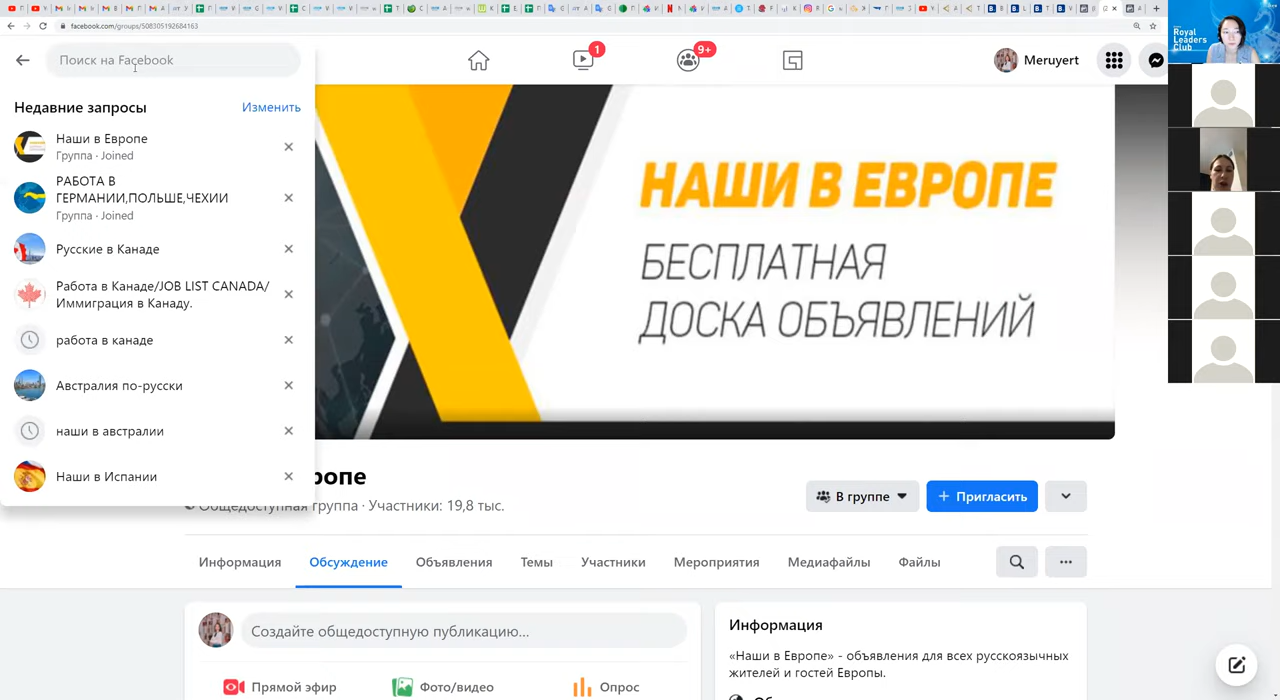 facebook.com/groups/508305192684163
Поиск на Facebook
1
9+
Meruyert
Royal
Leaders
Club
Недавние запросы
Изменить
Наши в Европе
Группа · Joined
РАБОТА В
ГЕРМАНИИ,ПОЛЬШЕ,ЧЕХИИ
Группа · Joined
Русские в Канаде
Работа в Канаде/JOB LIST CANADA/
Иммиграция в Канаду.
работа в канаде
Австралия по-русски
наши в австралии
Наши в Испании
НАШИ В ЕВРОПЕ
БЕСПЛАТНАЯ
ДОСКА ОБЪЯВЛЕНИЙ
ропе
Общедоступная группа · Участники: 19,8 тыс.
В группе
Пригласить
Информация
Обсуждение
Объявления
Темы
Участники
Мероприятия
Медиафайлы
Файлы
Создайте общедоступную публикацию...
Прямой эфир
Фото/видео
Опрос
Информация
«Наши в Европе» - объявления для всех русскоязычных
жителей и гостей Европы.